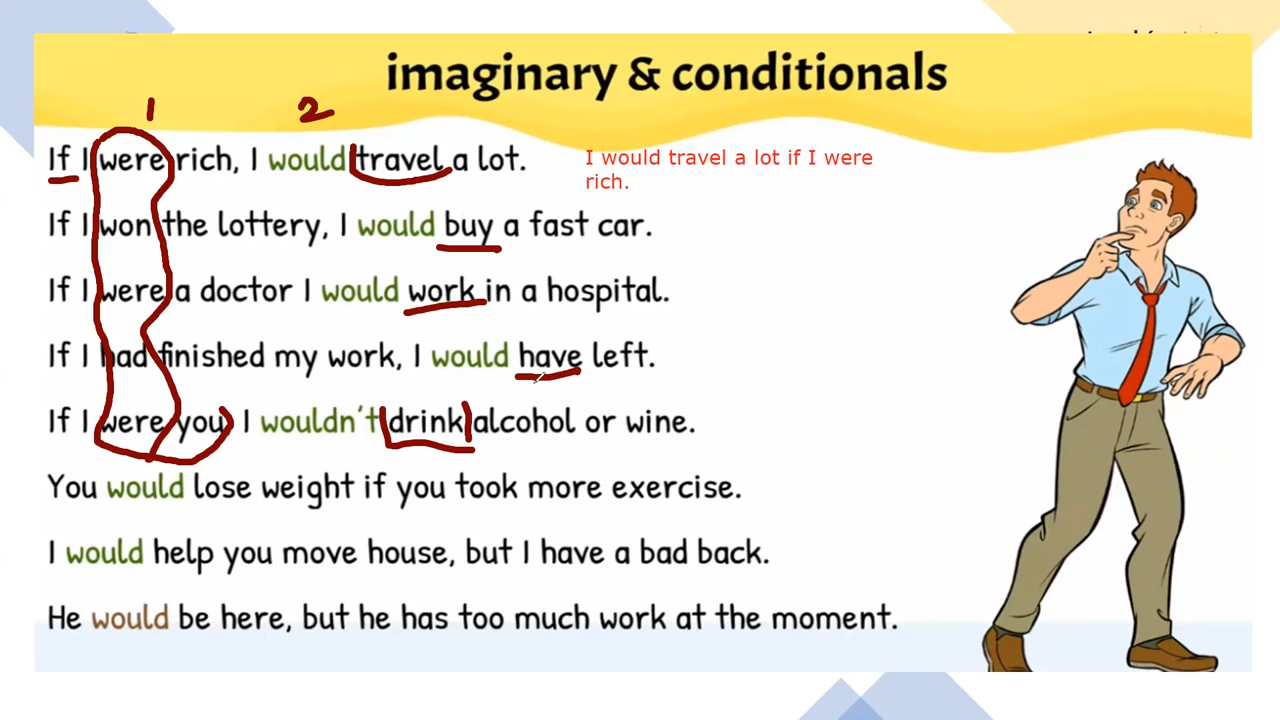 imaginary & conditionals
1 2
If I were rich, I would travel a lot.
I would travel a lot if I were
rich.
If I won the lottery, I would buy a fast car.
If I were a doctor I would work in a hospital.
If I had finished my work, I would have left.
If I were you, I wouldn't drink alcohol or wine.
You would lose weight if you took more exercise.
I would help you move house, but I have a bad back.
He would be here, but he has too much work at the moment.